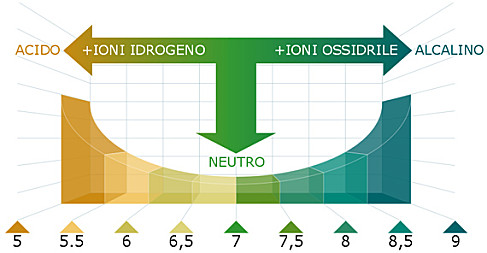 ACIDO +IONI IDROGENO +IONI OSSIDRILE ALCALINO
NEUTRO
5 5.5 6 6,5 7 7,5 8 8,5 9